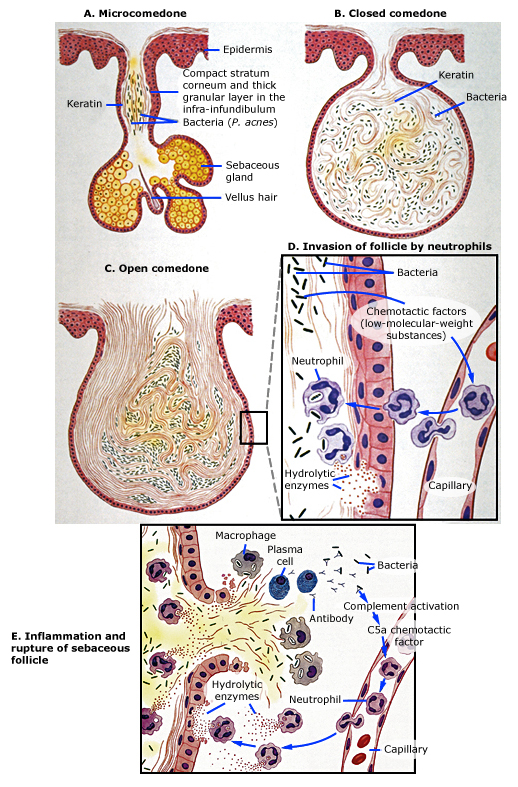 A. Microcomedone
Epidermis
Compact stratum
corneum and thick
granular layer in the
infra-infundibulum
Keratin
Bacteria (P. acnes)
Sebaceous
gland
Vellus hair
B. Closed comedone
Keratin
Bacteria
C. Open comedone
D. Invasion of follicle by neutrophils
Bacteria
Chemotactic factors
(low-molecular-weight
substances)
Neutrophil
Hydrolytic
enzymes
Capillary
E. Inflammation and
rupture of sebaceous
follicle
Macrophage
Plasma
cell
Bacteria
Antibody
Complement activation
C5a chemotactic
factor
Hydrolytic
enzymes
Neutrophil
Capillary